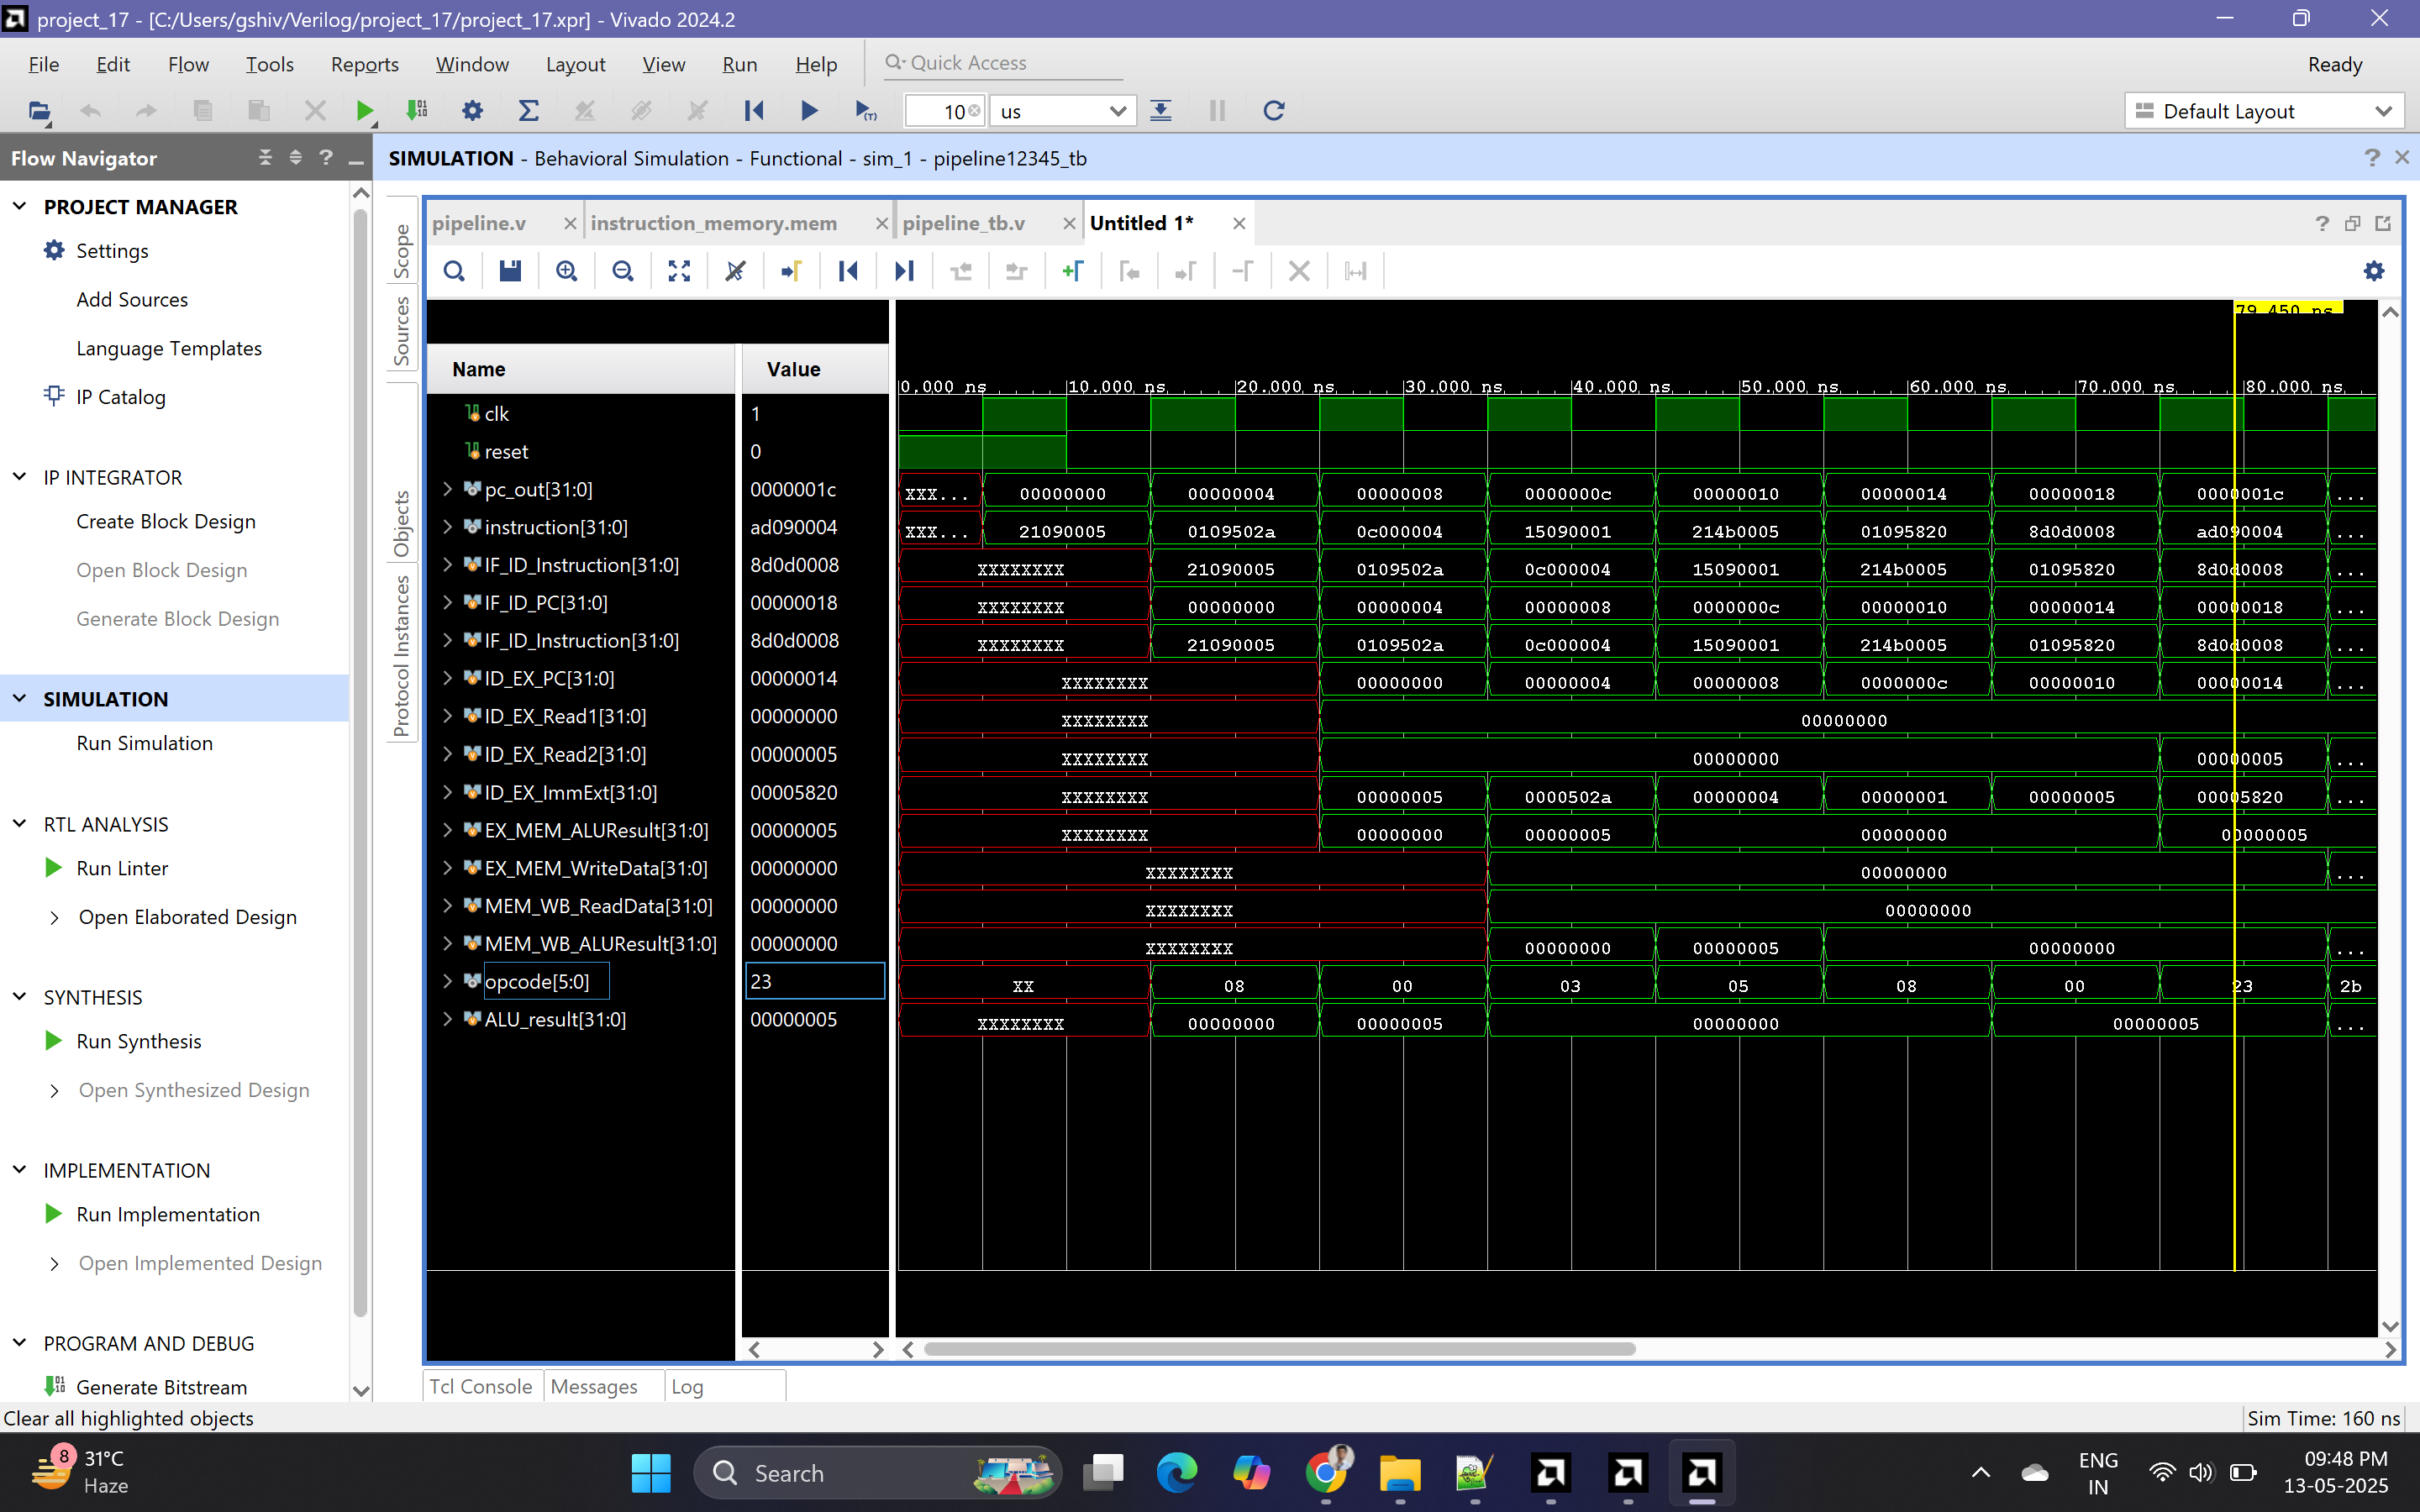 project_17 - [C:/Users/gshiv/Verilog/project_17/project_17.xpr] - Vivado 2024.2
File Edit Flow Tools Reports Window Layout View Run Help Quick Access Ready
10 us Default Layout
Flow Navigator
SIMULATION - Behavioral Simulation - Functional - sim_1 - pipeline12345_tb
PROJECT MANAGER
Settings
Add Sources
Language Templates
IP Catalog
IP INTEGRATOR
Create Block Design
Open Block Design
Generate Block Design
SIMULATION
Run Simulation
RTL ANALYSIS
Run Linter
Open Elaborated Design
SYNTHESIS
Run Synthesis
Open Synthesized Design
IMPLEMENTATION
Run Implementation
Open Implemented Design
PROGRAM AND DEBUG
Generate Bitstream
Scope
Sources
Objects
Protocol Instances
pipeline.v instruction_memory.mem pipeline_tb.v Untitled 1*
79.450 ns
Name Value
0.000 ns 10.000 ns 20.000 ns 30.000 ns 40.000 ns 50.000 ns 60.000 ns 70.000 ns 80.000 ns
clk 1
reset 0
pc_out[31:0] 0000001c XXX... 00000000 00000004 00000008 0000000c 00000010 00000014 00000018 0000001c ...
instruction[31:0] ad090004 XXX... 21090005 0109502a 0c000004 15090001 214b0005 01095820 8d0d0008 ad090004 ...
IF_ID_Instruction[31:0] 8d0d0008 XXXXXXXX 21090005 0109502a 0c000004 15090001 214b0005 01095820 8d0d0008 ...
IF_ID_PC[31:0] 00000018 XXXXXXXX 00000000 00000004 00000008 0000000c 00000010 00000014 00000018 ...
IF_ID_Instruction[31:0] 8d0d0008 XXXXXXXX 21090005 0109502a 0c000004 15090001 214b0005 01095820 8d0d0008 ...
ID_EX_PC[31:0] 00000014 XXXXXXXX 00000000 00000004 00000008 0000000c 00000010 00000014 ...
ID_EX_Read1[31:0] 00000000 XXXXXXXX 00000000
ID_EX_Read2[31:0] 00000005 XXXXXXXX 00000000 00000005 ...
ID_EX_ImmExt[31:0] 00005820 XXXXXXXX 00000005 0000502a 00000004 00000001 00000005 00005820 ...
EX_MEM_ALUResult[31:0] 00000005 XXXXXXXX 00000000 00000005 00000000 00000005
EX_MEM_WriteData[31:0] 00000000 XXXXXXXX 00000000 ...
MEM_WB_ReadData[31:0] 00000000 XXXXXXXX 00000000
MEM_WB_ALUResult[31:0] 00000000 XXXXXXXX 00000000 00000005 00000000 ...
opcode[5:0] 23 XX 08 00 03 05 08 00 23 2b
ALU_result[31:0] 00000005 XXXXXXXX 00000000 00000005 00000000 00000005 ...
Tcl Console Messages Log
Clear all highlighted objects Sim Time: 160 ns
8 31°C
Haze
Search
ENG
IN
09:48 PM
13-05-2025